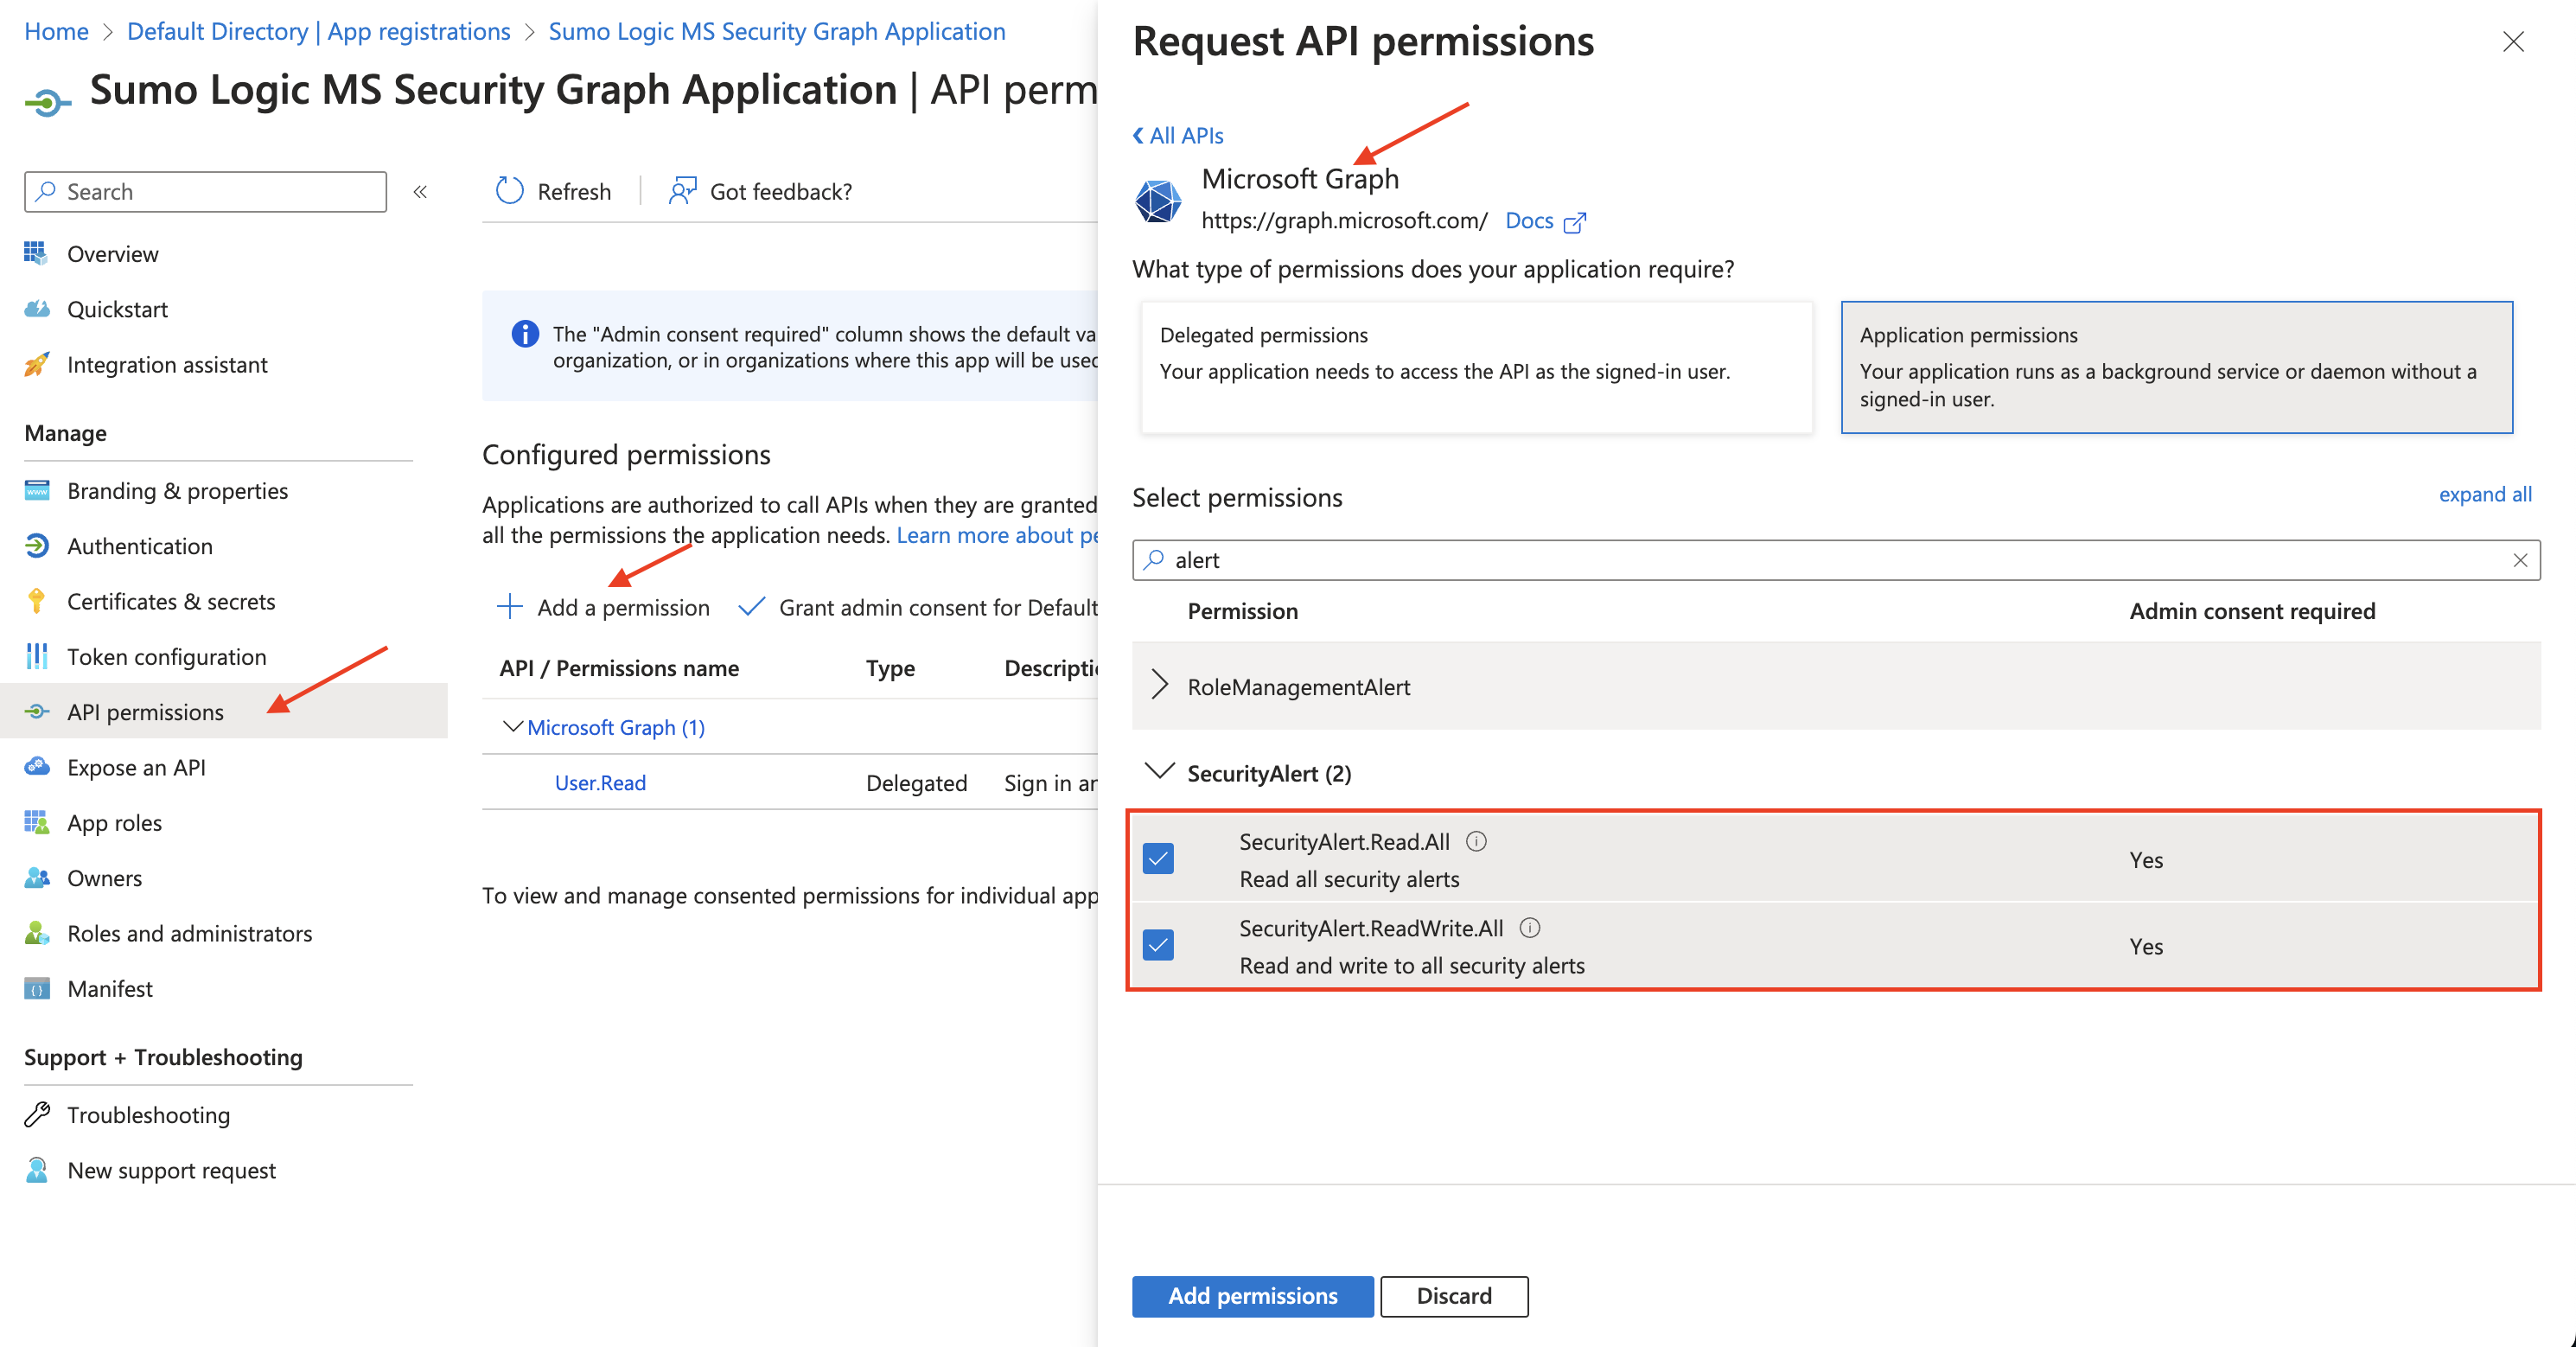 Home > Default Directory | App registrations > Sumo Logic MS Security Graph Application
Sumo Logic MS Security Graph Application | API perm
Search
«
Refresh
Got feedback?
Overview
Quickstart
Integration assistant
Manage
Branding & properties
Authentication
Certificates & secrets
Token configuration
API permissions
Expose an API
App roles
Owners
Roles and administrators
Manifest
Support + Troubleshooting
Troubleshooting
New support request
The "Admin consent required" column shows the default va
organization, or in organizations where this app will be used
Configured permissions
Applications are authorized to call APIs when they are granted
all the permissions the application needs. Learn more about pe
Add a permission
Grant admin consent for Default
API / Permissions name Type Descriptio
Microsoft Graph (1)
User.Read Delegated Sign in an
To view and manage consented permissions for individual app
Request API permissions
All APIs
Microsoft Graph
https://graph.microsoft.com/ Docs
What type of permissions does your application require?
Delegated permissions
Your application needs to access the API as the signed-in user.
Application permissions
Your application runs as a background service or daemon without a
signed-in user.
Select permissions
expand all
alert
Permission Admin consent required
RoleManagementAlert
SecurityAlert (2)
SecurityAlert.Read.All
Read all security alerts
Yes
SecurityAlert.ReadWrite.All
Read and write to all security alerts
Yes
Add permissions
Discard